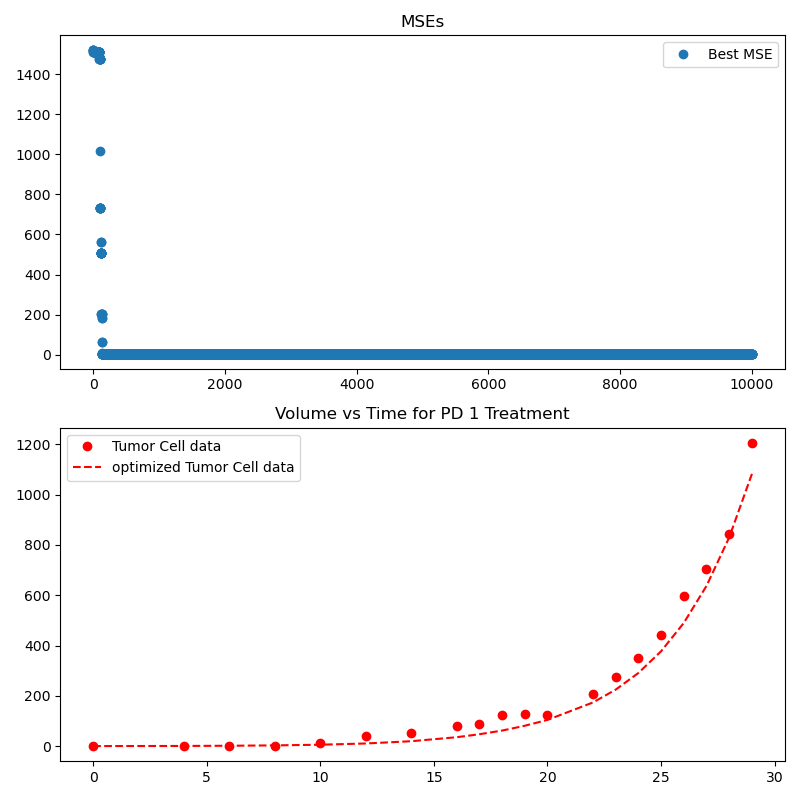 MSEs
Best MSE
1400
1200
1000
800
600
400
200
0
0 2000 4000 6000 8000 10000
Volume vs Time for PD 1 Treatment
Tumor Cell data
optimized Tumor Cell data
1200
1000
800
600
400
200
0
0 5 10 15 20 25 30